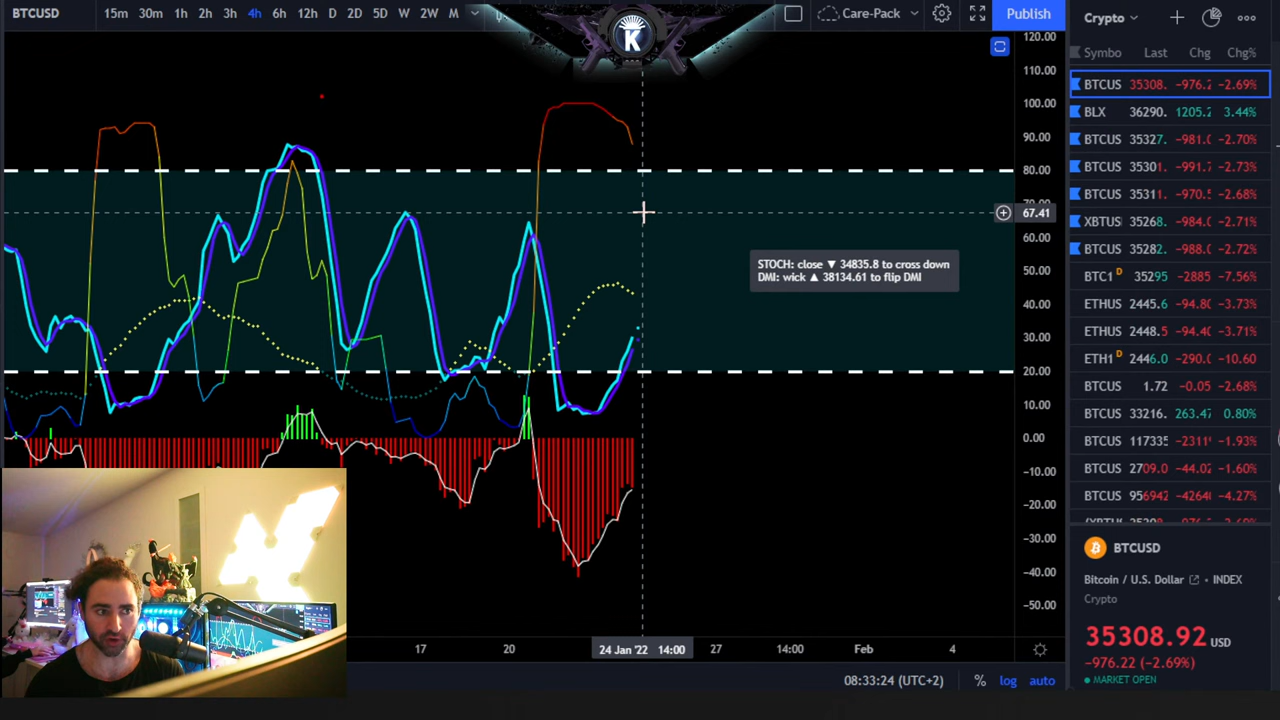 BTCUSD 15m 30m 1h 2h 3h 4h 6h 12h D 2D 5D W 2W M K Care-Pack Publish
Crypto
Symbo Last Chg Chg%
BTCUS 35308. -976.2 -2.69%
BLX 36290. 1205.2 3.44%
BTCUS 35327. -981.0 -2.70%
BTCUS 35301. -991.7 -2.73%
BTCUS 35311. -970.5 -2.68%
XBTUS 35268. -984.0 -2.71%
BTCUS 35282. -988.0 -2.72%
BTC1 D 35295 -2885 -7.56%
ETHUS 2445.6 -94.80 -3.73%
ETHUS 2448.5 -94.40 -3.71%
ETH1 D 2446.0 -290.0 -10.60
BTCUS 1.72 -0.05 -2.68%
BTCUS 33216. 263.47 0.80%
BTCUS 117335 -2311 -1.93%
BTCUS 2709.0 -44.02 -1.60%
BTCUS 956942 -42640 -4.27%
120.00
110.00
100.00
90.00
80.00
67.41
60.00
50.00
40.00
30.00
20.00
10.00
0.00
-10.00
-20.00
-30.00
-40.00
-50.00
STOCH: close ▼ 34835.8 to cross down
DMI: wick ▲ 38134.61 to flip DMI
17 20 24 Jan '22 14:00 27 14:00 Feb 4
08:33:24 (UTC+2) % log auto
BTCUSD
Bitcoin / U.S. Dollar • INDEX
Crypto
35308.92 USD
-976.22 (-2.69%)
MARKET OPEN